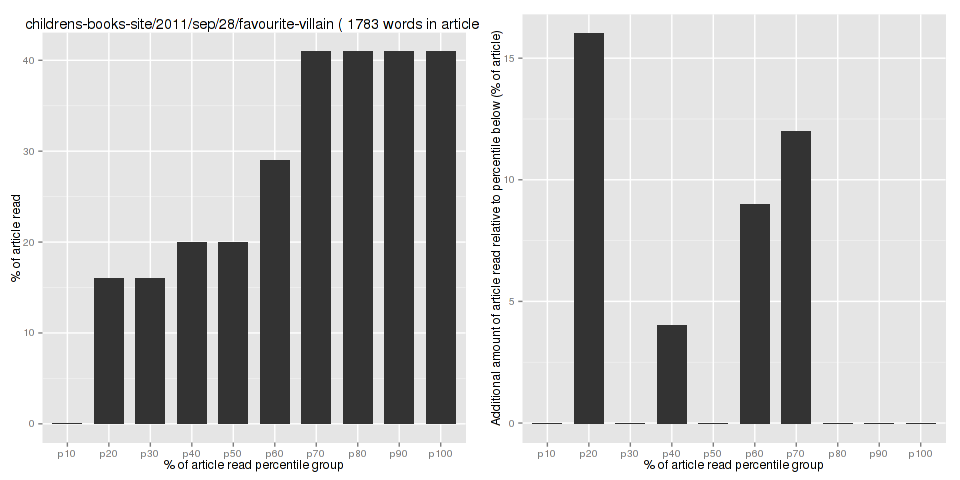 childrens-books-site/2011/sep/28/favourite-villain ( 1783 words in article
% of article read
40
30
20
10
0
p10 p20 p30 p40 p50 p60 p70 p80 p90 p100
% of article read percentile group
Additional amount of article read relative to percentile below (% of article)
15
10
5
0
p10 p20 p30 p40 p50 p60 p70 p80 p90 p100
% of article read percentile group